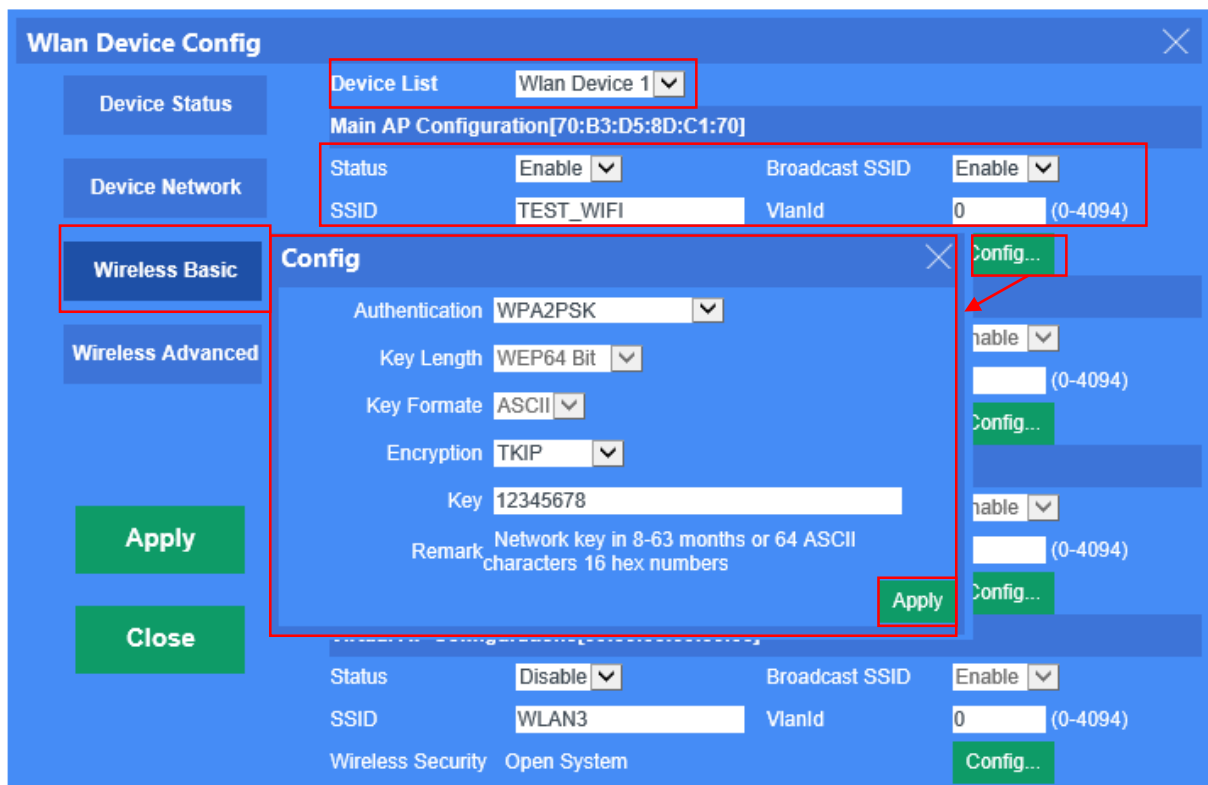 Wlan Device Config
Device Status
Device Network
Wireless Basic
Wireless Advanced
Apply
Close
Device List Wlan Device 1
Main AP Configuration[70:B3:D5:8D:C1:70]
Status Enable Broadcast SSID Enable
SSID TEST_WIFI VlanId 0 (0-4094)
Config...
Config
Authentication WPA2PSK
Key Length WEP64 Bit
Key Formate ASCII
Encryption TKIP
Key 12345678
Remark Network key in 8-63 months or 64 ASCII
characters 16 hex numbers
Apply
(0-4094)
Config...
(0-4094)
Config...
Status Disable Broadcast SSID Enable
SSID WLAN3 VlanId 0 (0-4094)
Wireless Security Open System Config...